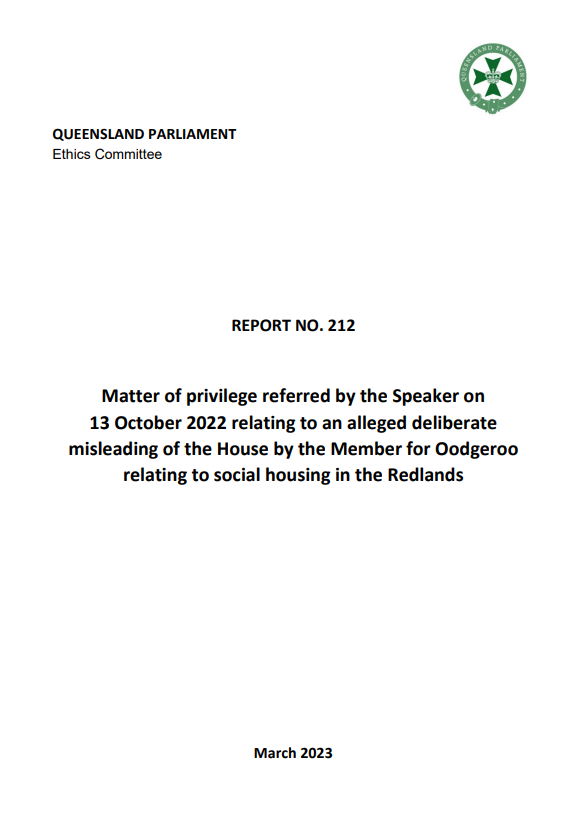 QUEENSLAND PARLIAMENT
QUEENSLAND PARLIAMENT
Ethics Committee
REPORT NO. 212
Matter of privilege referred by the Speaker on
13 October 2022 relating to an alleged deliberate
misleading of the House by the Member for Oodgeroo
relating to social housing in the Redlands
March 2023